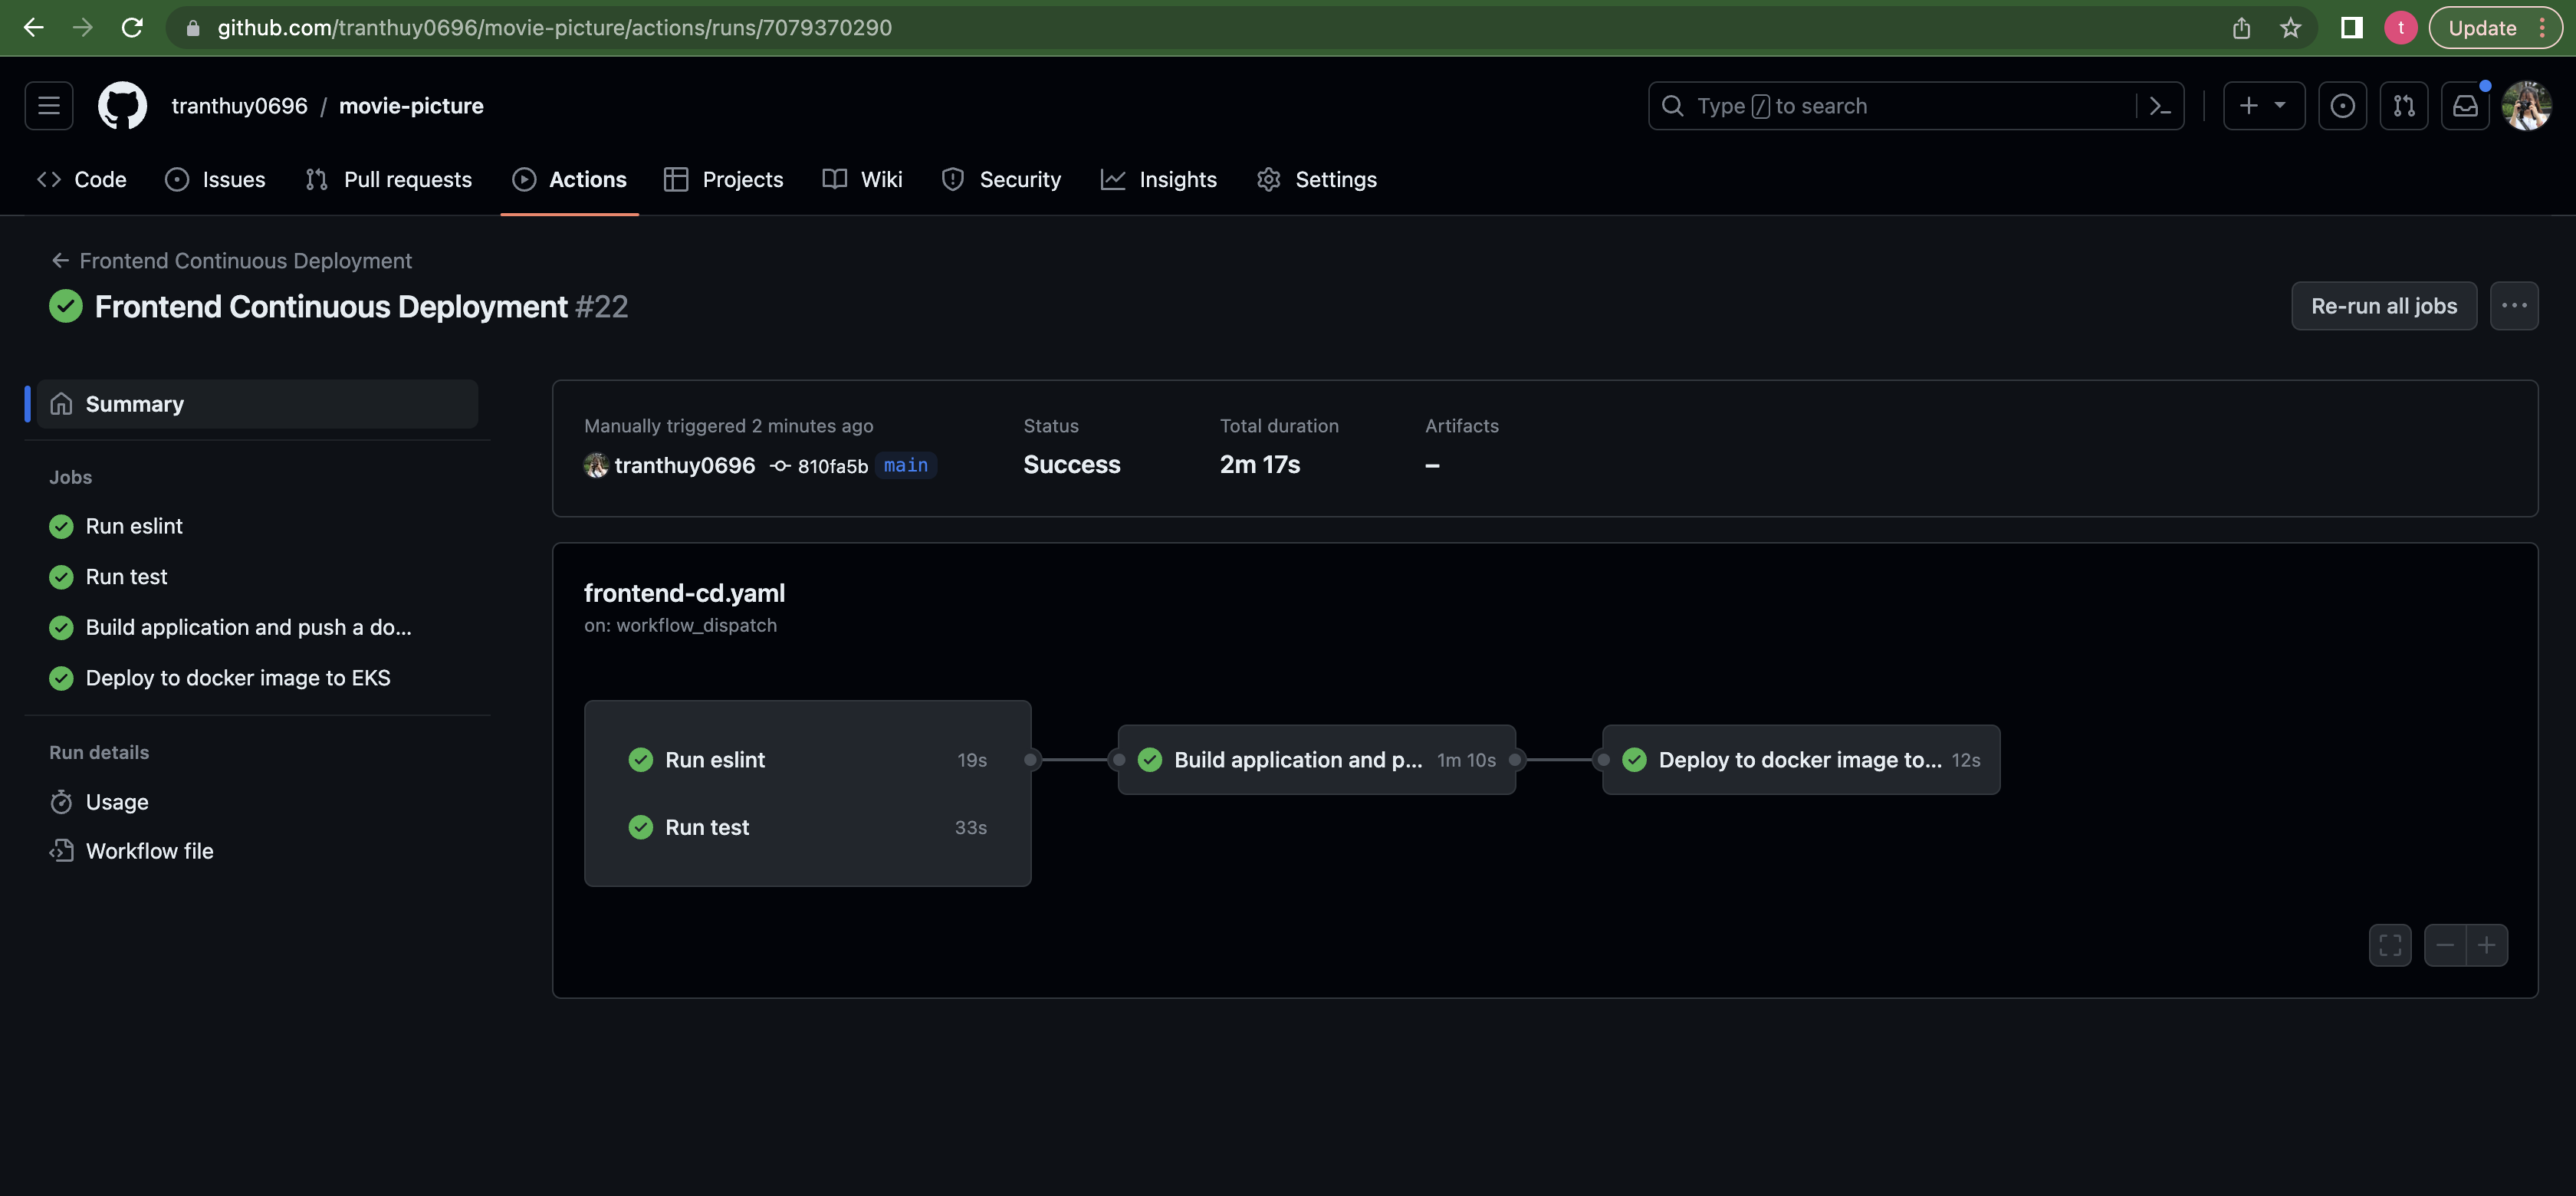 github.com/tranthuy0696/movie-picture/actions/runs/7079370290
t
Update
tranthuy0696 / movie-picture
Type / to search
Code
Issues
Pull requests
Actions
Projects
Wiki
Security
Insights
Settings
Frontend Continuous Deployment
Frontend Continuous Deployment #22
Re-run all jobs
Summary
Jobs
Run eslint
Run test
Build application and push a do...
Deploy to docker image to EKS
Run details
Usage
Workflow file
Manually triggered 2 minutes ago
tranthuy0696 810fa5b main
Status
Success
Total duration
2m 17s
Artifacts
–
frontend-cd.yaml
on: workflow_dispatch
Run eslint 19s
Run test 33s
Build application and p... 1m 10s
Deploy to docker image to... 12s